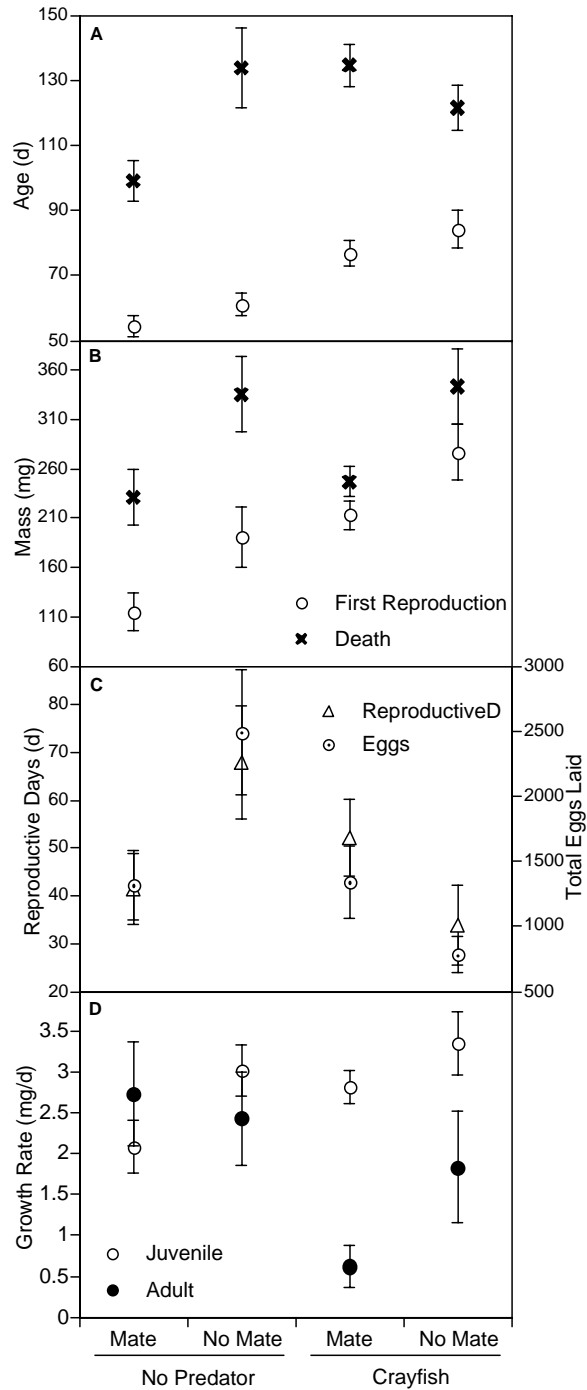 A
150
130
110
90
70
50
Age (d)
B
360
310
260
210
160
110
60
Mass (mg)
First Reproduction
Death
C
80
70
60
50
40
30
20
Reproductive Days (d)
ReproductiveD
Eggs
3000
2500
2000
1500
1000
500
Total Eggs Laid
D
3.5
3
2.5
2
1.5
1
0.5
0
Growth Rate (mg/d)
Juvenile
Adult
Mate No Mate Mate No Mate
No Predator Crayfish